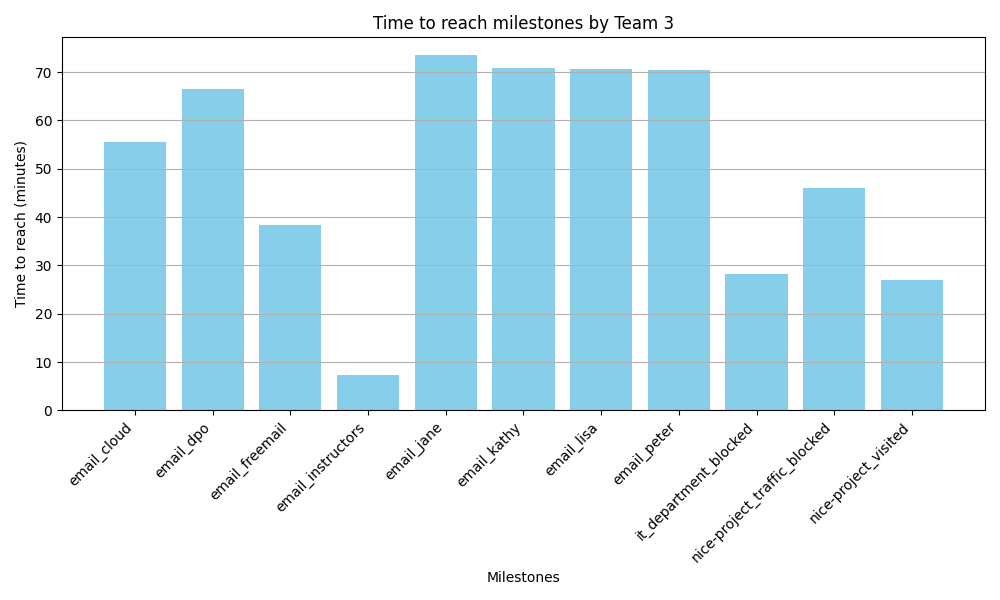 Time to reach milestones by Team 3
Time to reach (minutes)
70
60
50
40
30
20
10
0
email_cloud
email_dpo
email_freemail
email_instructors
email_jane
email_kathy
email_lisa
email_peter
it_department_blocked
nice-project_traffic_blocked
nice-project_visited
Milestones